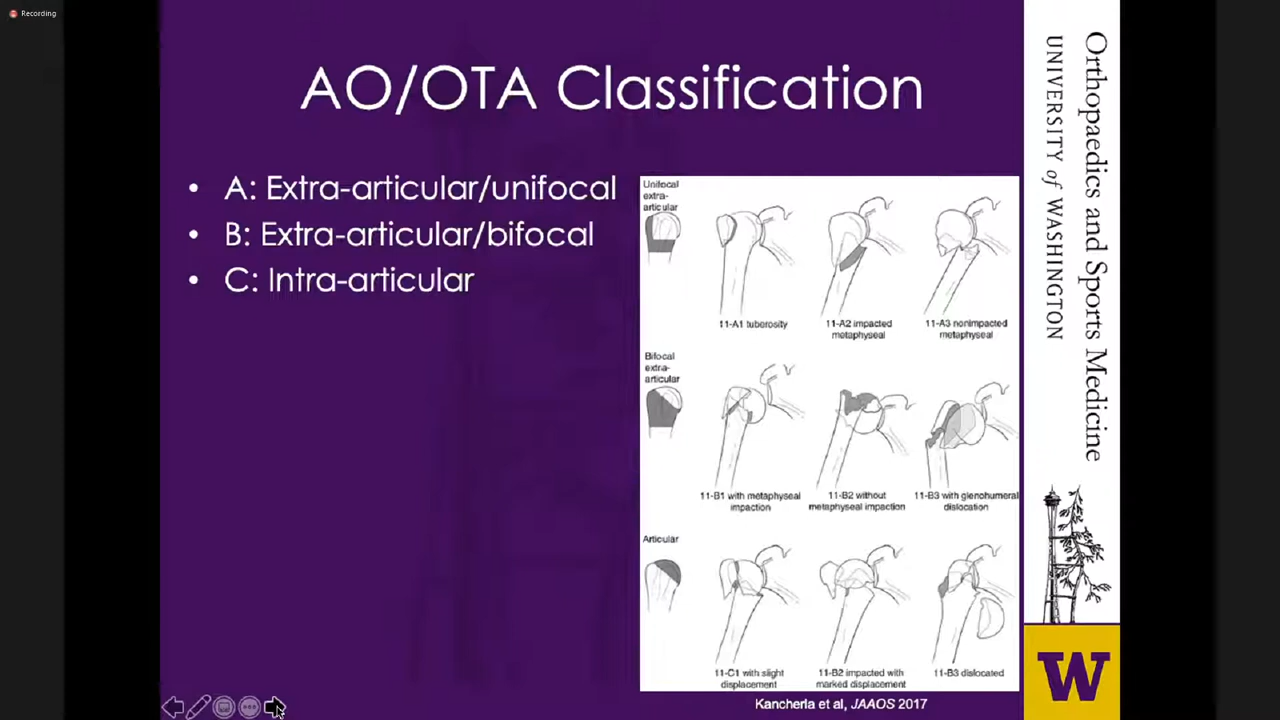 Recording
AO/OTA Classification
• A: Extra-articular/unifocal
• B: Extra-articular/bifocal
• C: Intra-articular
Unifocal
extra-
articular
11-A1 tuberosity
11-A2 impacted
metaphyseal
11-A3 nonimpacted
metaphyseal
Bifocal
extra-
articular
11-B1 with metaphyseal
impaction
11-B2 without
metaphyseal impaction
11-B3 with glenohumeral
dislocation
Articular
11-C1 with slight
displacement
11-B2 impacted with
marked displacement
11-B3 dislocated
Kancherla et al, JAAOS 2017
Orthopaedics and Sports Medicine
UNIVERSITY of WASHINGTON
W